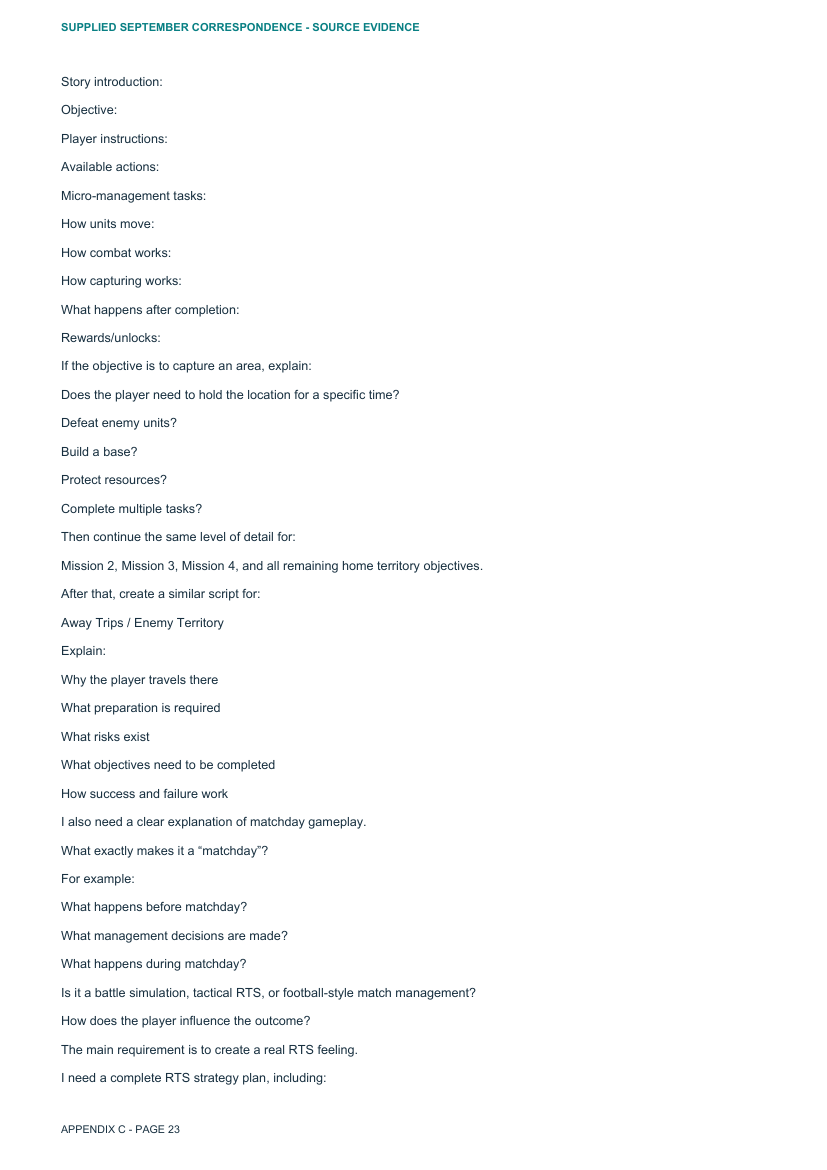 SUPPLIED SEPTEMBER CORRESPONDENCE - SOURCE EVIDENCE
Story introduction:
Objective:
Player instructions:
Available actions:
Micro-management tasks:
How units move:
How combat works:
How capturing works:
What happens after completion:
Rewards/unlocks:
If the objective is to capture an area, explain:
Does the player need to hold the location for a specific time?
Defeat enemy units?
Build a base?
Protect resources?
Complete multiple tasks?
Then continue the same level of detail for:
Mission 2, Mission 3, Mission 4, and all remaining home territory objectives.
After that, create a similar script for:
Away Trips / Enemy Territory
Explain:
Why the player travels there
What preparation is required
What risks exist
What objectives need to be completed
How success and failure work
I also need a clear explanation of matchday gameplay.
What exactly makes it a “matchday”?
For example:
What happens before matchday?
What management decisions are made?
What happens during matchday?
Is it a battle simulation, tactical RTS, or football-style match management?
How does the player influence the outcome?
The main requirement is to create a real RTS feeling.
I need a complete RTS strategy plan, including:
APPENDIX C - PAGE 23